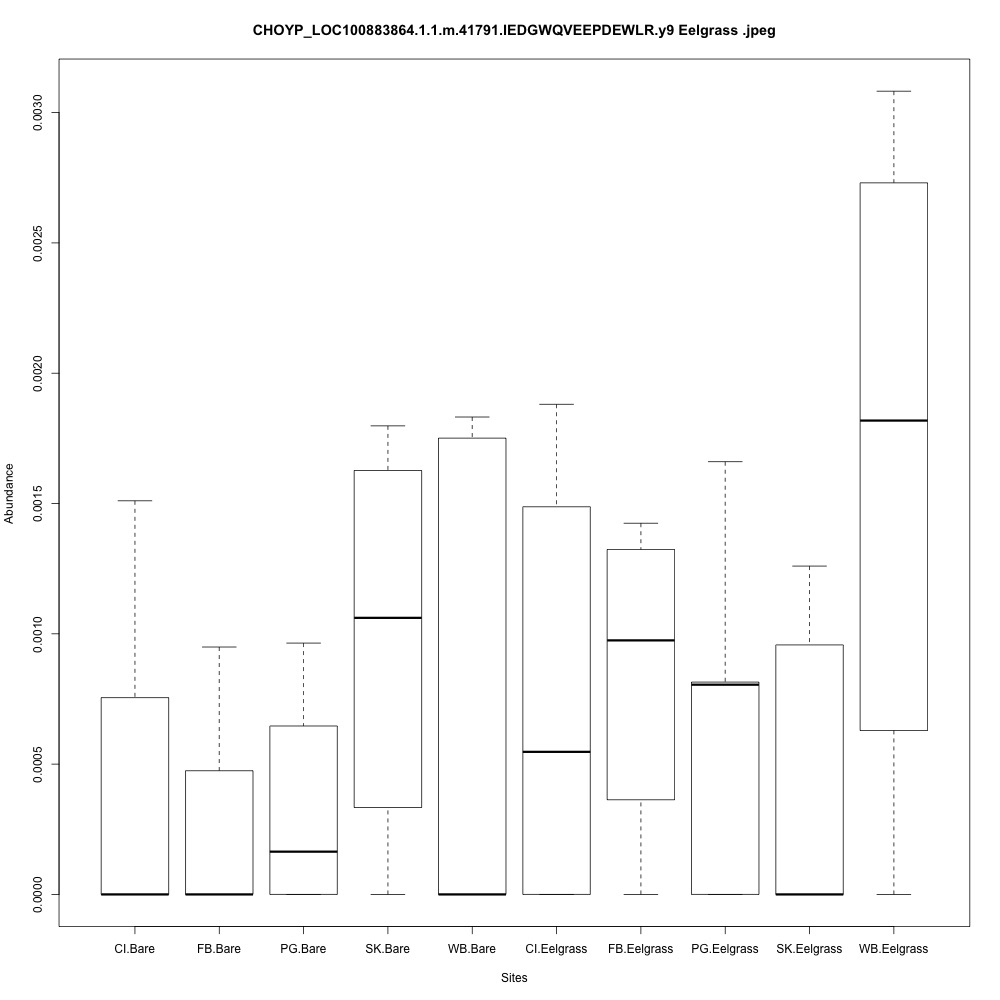 CHOYP_LOC100883864.1.1.m.41791.IEDGWQVEEPDEWLR.y9 Eelgrass .jpeg
Abundance
0.0030
0.0025
0.0020
0.0015
0.0010
0.0005
0.0000
CI.Bare FB.Bare PG.Bare SK.Bare WB.Bare CI.Eelgrass FB.Eelgrass PG.Eelgrass SK.Eelgrass WB.Eelgrass
Sites